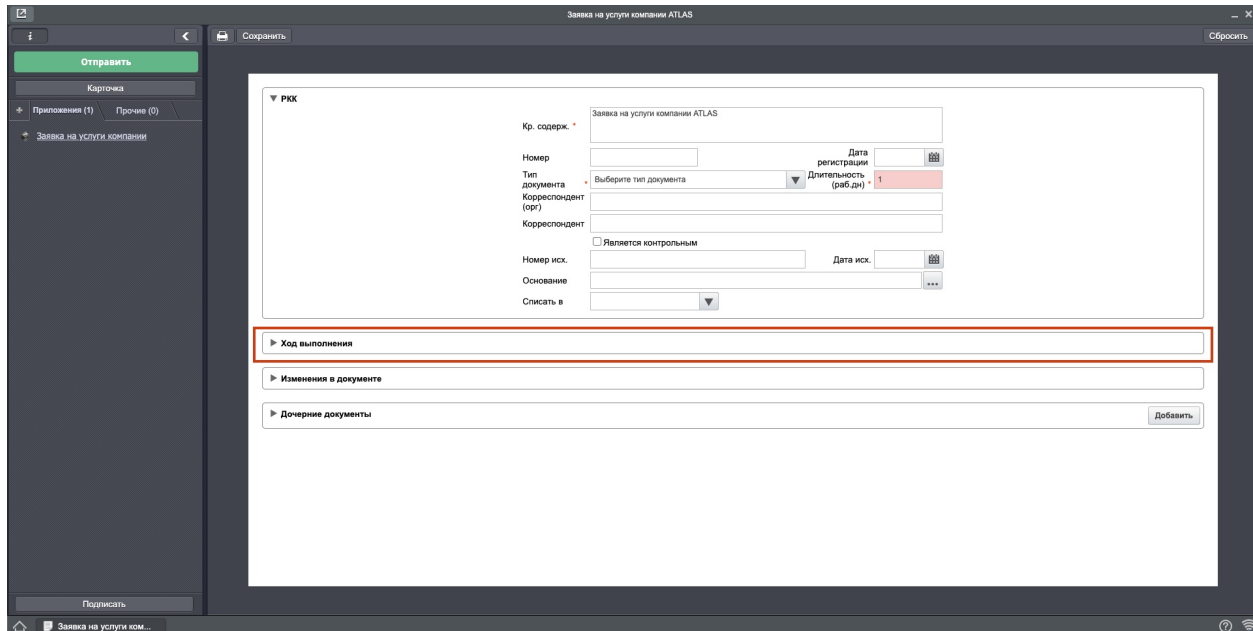 Заявка на услуги компании ATLAS
i
Сохранить
Сбросить
Отправить
Карточка
Приложения (1) Прочие (0)
Заявка на услуги компании
РКК
Кр. содерж. * Заявка на услуги компании ATLAS
Номер
Дата
регистрации
Тип
документа * Выберите тип документа
Длительность
(раб.дн) * 1
Корреспондент
(орг)
Корреспондент
Является контрольным
Номер исх.
Дата исх.
Основание
...
Списать в
Ход выполнения
Изменения в документе
Дочерние документы
Добавить
Подписать
Заявка на услуги ком...
?